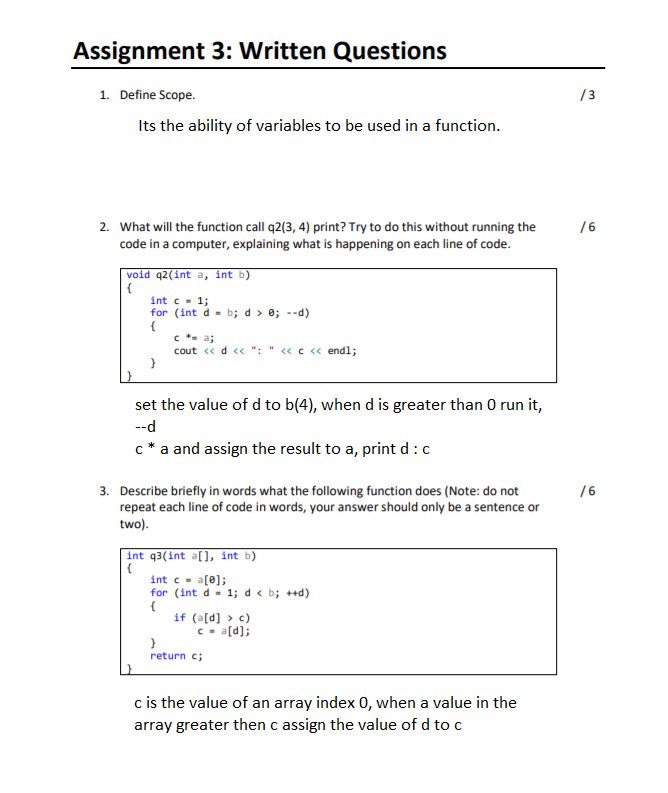 Assignment 3: Written Questions
1. Define Scope. /3
Its the ability of variables to be used in a function.
2. What will the function call q2(3, 4) print? Try to do this without running the /6
code in a computer, explaining what is happening on each line of code.
void q2(int a, int b)
{
int c = 1;
for (int d = b; d > 0; --d)
{
c *= a;
cout << d << ": " << c << endl;
}
}
set the value of d to b(4), when d is greater than 0 run it,
--d
c * a and assign the result to a, print d : c
3. Describe briefly in words what the following function does (Note: do not /6
repeat each line of code in words, your answer should only be a sentence or
two).
int q3(int a[], int b)
{
int c = a[0];
for (int d = 1; d < b; ++d)
{
if (a[d] > c)
c = a[d];
}
return c;
}
c is the value of an array index 0, when a value in the
array greater then c assign the value of d to c